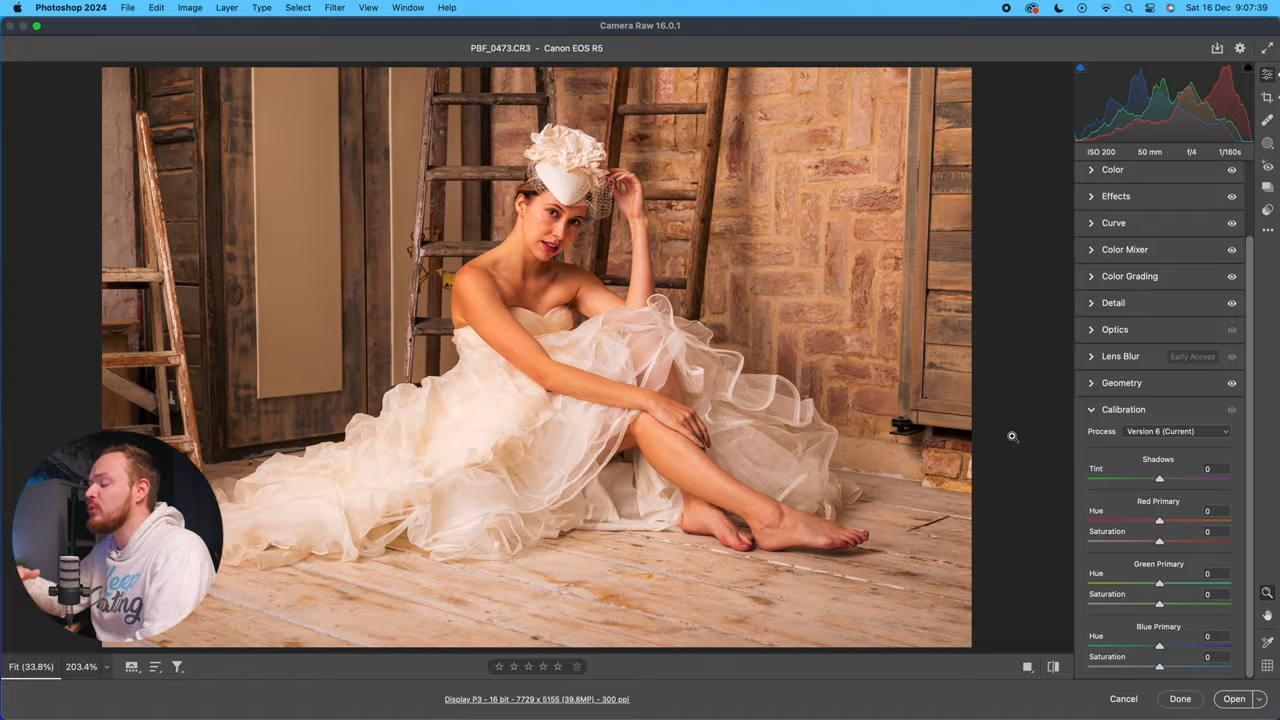 Photoshop 2024 File Edit Image Layer Type Select Filter View Window Help Sat 16 Dec 9:07:39
Camera Raw 16.0.1
PBF_0473.CR3 - Canon EOS R5
ISO 200 50 mm f/4 1/160s
Color
Effects
Curve
Color Mixer
Color Grading
Detail
Optics
Lens Blur Early Access
Geometry
Calibration
Process Version 6 (Current)
Shadows
Tint 0
Red Primary
Hue 0
Saturation 0
Green Primary
Hue 0
Saturation 0
Blue Primary
Hue 0
Saturation 0
Fit (33.8%) 203.4%
Display P3 - 16 bit - 7729 x 5155 (39.8MP) - 300 ppi
Cancel Done Open